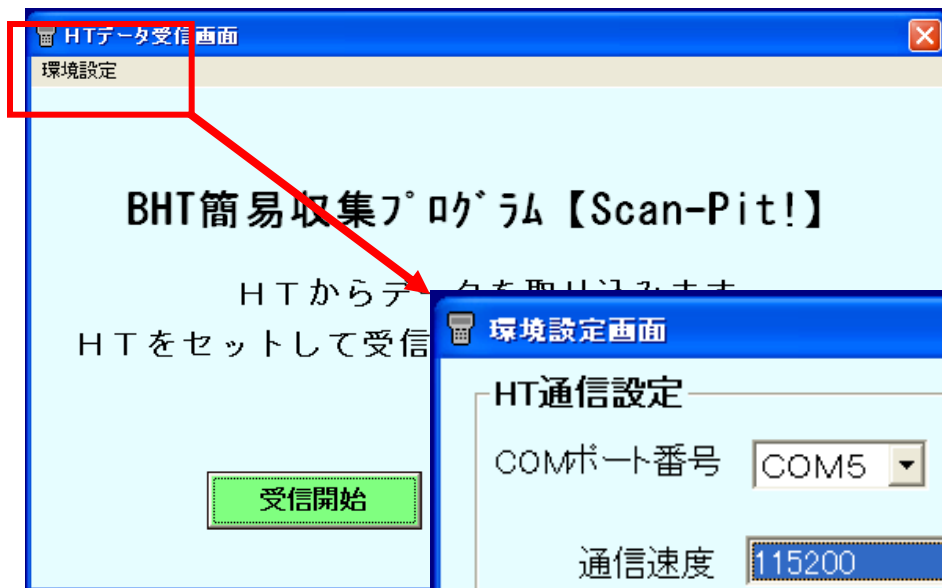 HTデータ受信画面
環境設定
BHT簡易収集ﾌﾟﾛｸﾞﾗﾑ【Scan-Pit!】
ＨＴからデータを取り込みます
ＨＴをセットして受信
受信開始
環境設定画面
HT通信設定
COMポート番号 COM5
通信速度 115200